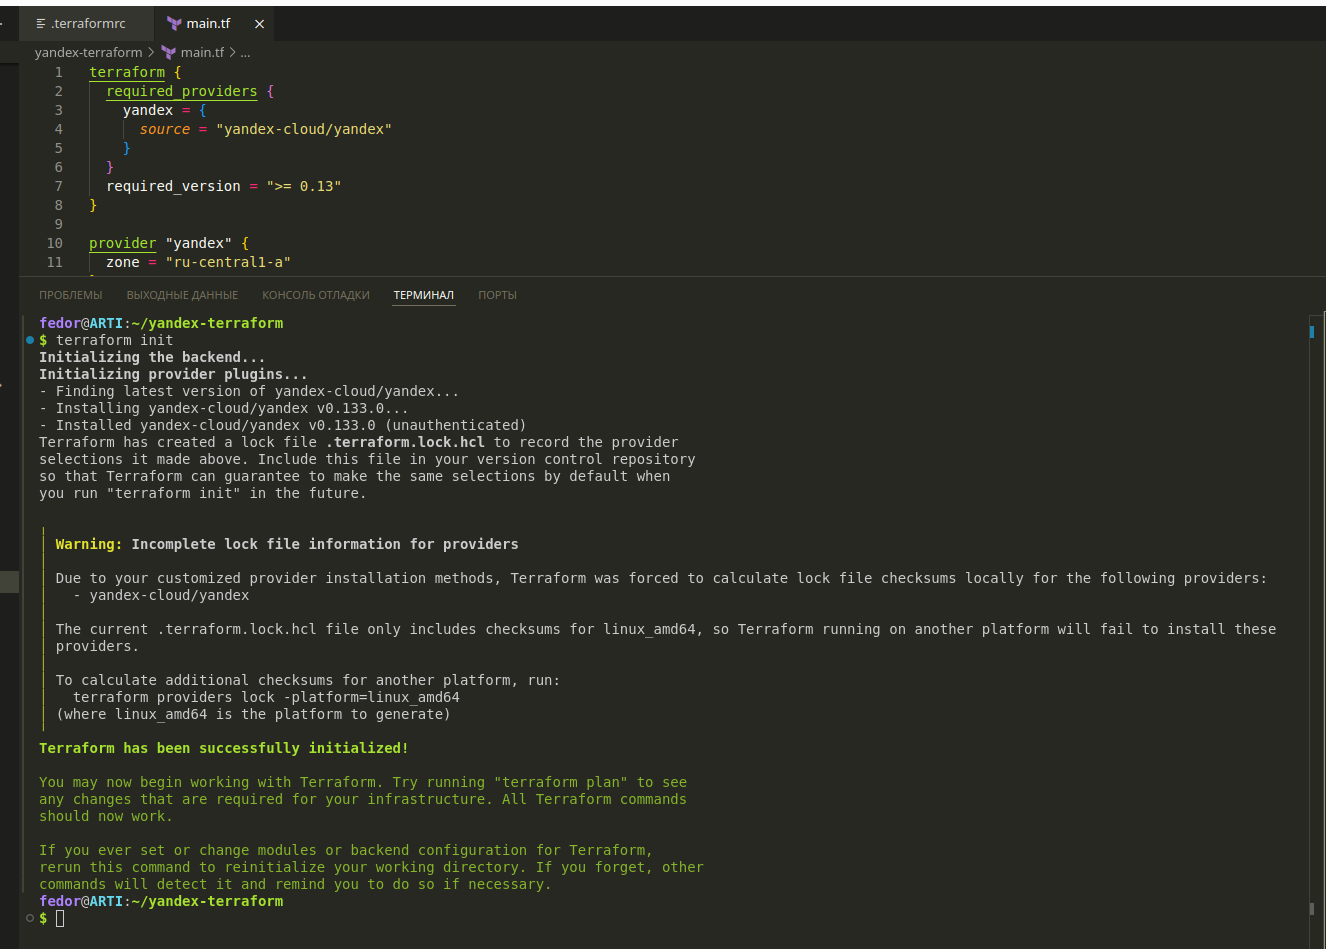 .terraformrc
main.tf
yandex-terraform > main.tf > ...
1 terraform {
2 required_providers {
3 yandex = {
4 source = "yandex-cloud/yandex"
5 }
6 }
7 required_version = ">= 0.13"
8 }
9
10 provider "yandex" {
11 zone = "ru-central1-a"
ПРОБЛЕМЫ ВЫХОДНЫЕ ДАННЫЕ КОНСОЛЬ ОТЛАДКИ ТЕРМИНАЛ ПОРТЫ
fedor@ARTI:~/yandex-terraform
$ terraform init
Initializing the backend...
Initializing provider plugins...
- Finding latest version of yandex-cloud/yandex...
- Installing yandex-cloud/yandex v0.133.0...
- Installed yandex-cloud/yandex v0.133.0 (unauthenticated)
Terraform has created a lock file .terraform.lock.hcl to record the provider
selections it made above. Include this file in your version control repository
so that Terraform can guarantee to make the same selections by default when
you run "terraform init" in the future.
Warning: Incomplete lock file information for providers
Due to your customized provider installation methods, Terraform was forced to calculate lock file checksums locally for the following providers:
- yandex-cloud/yandex
The current .terraform.lock.hcl file only includes checksums for linux_amd64, so Terraform running on another platform will fail to install these
providers.
To calculate additional checksums for another platform, run:
terraform providers lock -platform=linux_amd64
(where linux_amd64 is the platform to generate)
Terraform has been successfully initialized!
You may now begin working with Terraform. Try running "terraform plan" to see
any changes that are required for your infrastructure. All Terraform commands
should now work.
If you ever set or change modules or backend configuration for Terraform,
rerun this command to reinitialize your working directory. If you forget, other
commands will detect it and remind you to do so if necessary.
fedor@ARTI:~/yandex-terraform
$